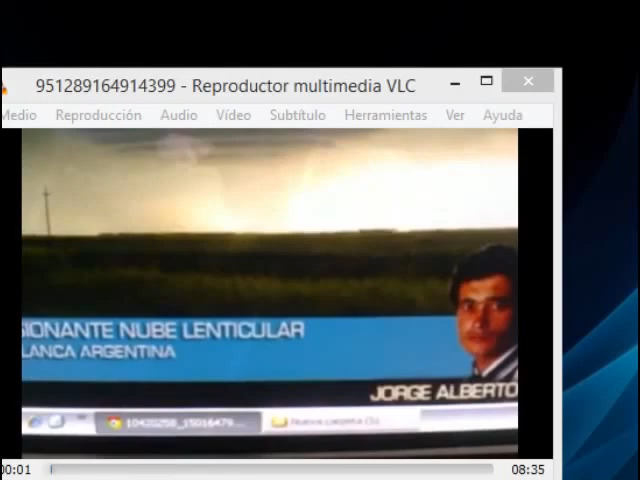 951289164914399 - Reproductor multimedia VLC
Medio Reproducción Audio Vídeo Subtítulo Herramientas Ver Ayuda
SIONANTE NUBE LENTICULAR
LANCA ARGENTINA
JORGE ALBERTO
00:01 08:35